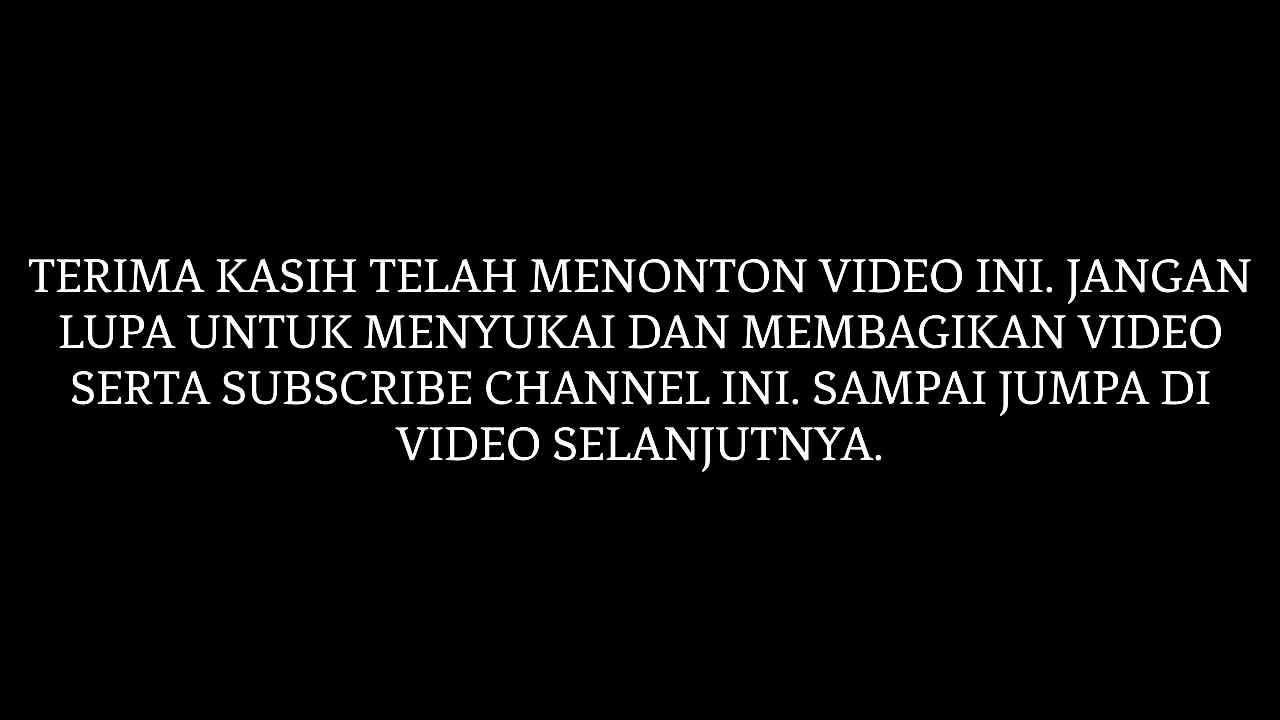 TERIMA KASIH TELAH MENONTON VIDEO INI. JANGAN
LUPA UNTUK MENYUKAI DAN MEMBAGIKAN VIDEO
SERTA SUBSCRIBE CHANNEL INI. SAMPAI JUMPA DI
VIDEO SELANJUTNYA.